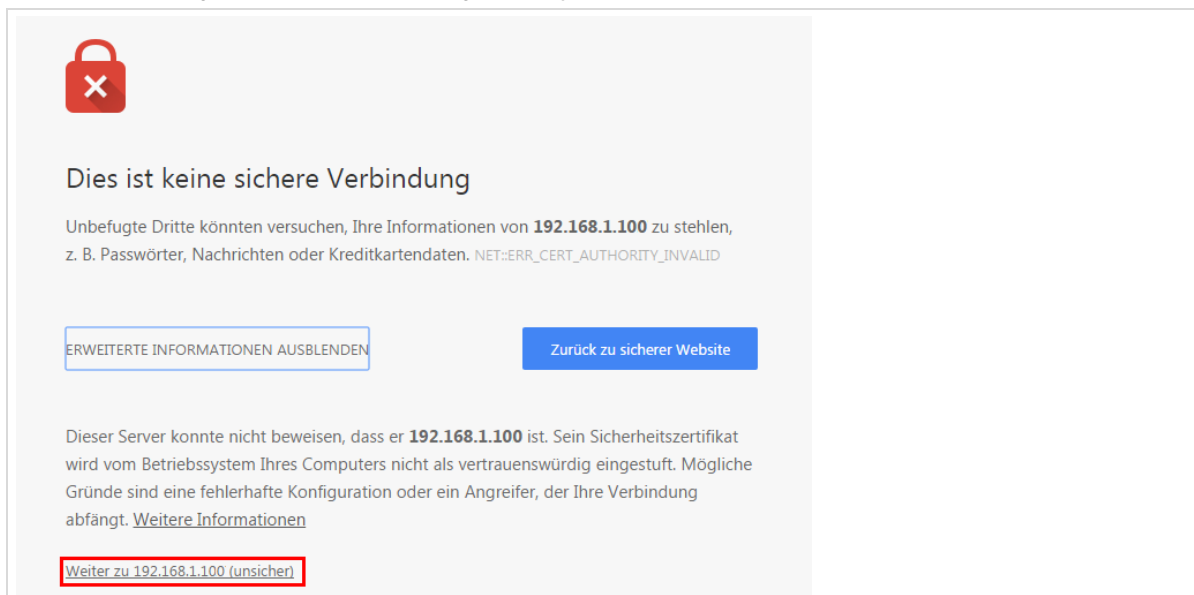 Dies ist keine sichere Verbindung
Unbefugte Dritte könnten versuchen, Ihre Informationen von 192.168.1.100 zu stehlen,
z. B. Passwörter, Nachrichten oder Kreditkartendaten. NET::ERR_CERT_AUTHORITY_INVALID
ERWEITERTE INFORMATIONEN AUSBLENDEN
Zurück zu sicherer Website
Dieser Server konnte nicht beweisen, dass er 192.168.1.100 ist. Sein Sicherheitszertifikat
wird vom Betriebssystem Ihres Computers nicht als vertrauenswürdig eingestuft. Mögliche
Gründe sind eine fehlerhafte Konfiguration oder ein Angreifer, der Ihre Verbindung
abfängt. Weitere Informationen
Weiter zu 192.168.1.100 (unsicher)